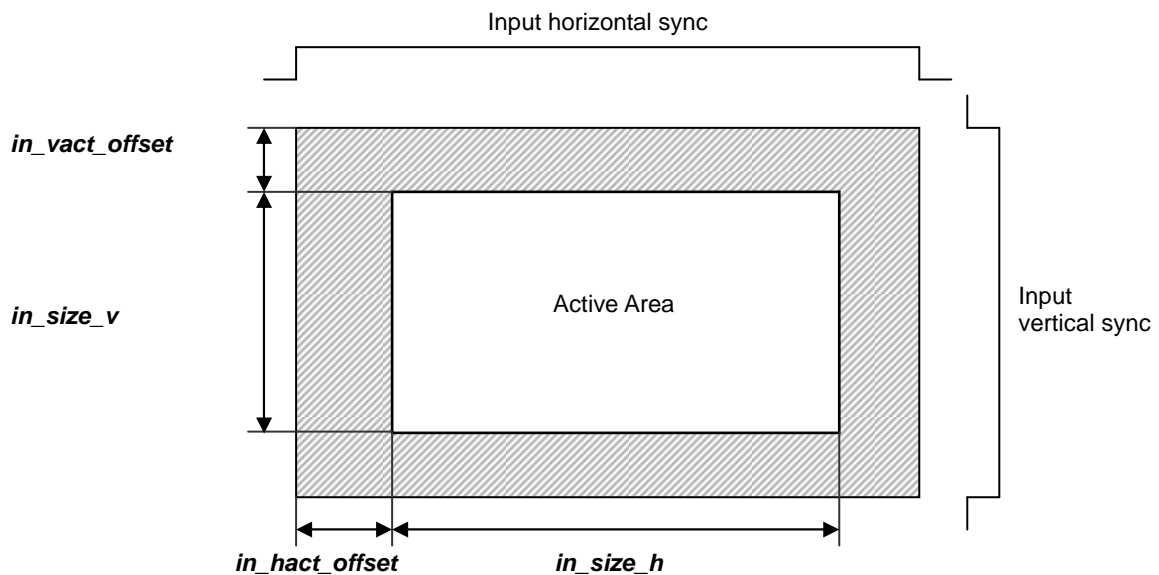 Input horizontal sync
in_vact_offset
in_size_v
Active Area
Input
vertical sync
in_hact_offset
in_size_h